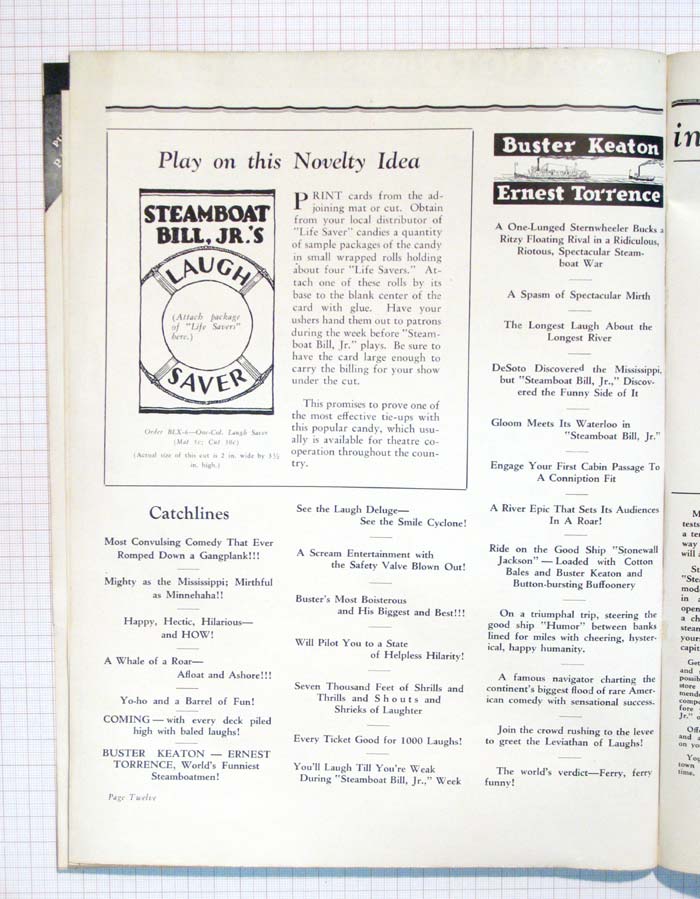 Play on this Novelty Idea
STEAMBOAT
BILL, JR.'S
LAUGH
(Attach package
of "Life Savers"
here.)
SAVER
Order BLX-6—One-Col. Laugh Saver
(Mat 5c; Cut 30c)
(Actual size of this cut is 2 in. wide by 3½
in. high.)
PRINT cards from the ad-
joining mat or cut. Obtain
from your local distributor of
"Life Saver" candies a quantity
of sample packages of the candy
in small wrapped rolls holding
about four "Life Savers." At-
tach one of these rolls by its
base to the blank center of the
card with glue. Have your
ushers hand them out to patrons
during the week before "Steam-
boat Bill, Jr." plays. Be sure to
have the card large enough to
carry the billing for your show
under the cut.
This promises to prove one of
the most effective tie-ups with
this popular candy, which usu-
ally is available for theatre co-
operation throughout the coun-
try.
Catchlines
Most Convulsing Comedy That Ever
Romped Down a Gangplank!!!
Mighty as the Mississippi; Mirthful
as Minnehaha!!
Happy, Hectic, Hilarious—
and HOW!
A Whale of a Roar—
Afloat and Ashore!!!
Yo-ho and a Barrel of Fun!
COMING — with every deck piled
high with baled laughs!
BUSTER KEATON — ERNEST
TORRENCE, World's Funniest
Steamboatmen!
Page Twelve
See the Laugh Deluge—
See the Smile Cyclone!
A Scream Entertainment with
the Safety Valve Blown Out!
Buster's Most Boisterous
and His Biggest and Best!!!
Will Pilot You to a State
of Helpless Hilarity!
Seven Thousand Feet of Shrills and
Thrills and Shouts and
Shrieks of Laughter
Every Ticket Good for 1000 Laughs!
You'll Laugh Till You're Weak
During "Steamboat Bill, Jr.," Week
Buster Keaton
Ernest Torrence
A One-Lunged Sternwheeler Bucks a
Ritzy Floating Rival in a Ridiculous,
Riotous, Spectacular Steam-
boat War
A Spasm of Spectacular Mirth
The Longest Laugh About the
Longest River
DeSoto Discovered the Mississippi,
but "Steamboat Bill, Jr.," Discov-
ered the Funny Side of It
Gloom Meets Its Waterloo in
"Steamboat Bill, Jr."
Engage Your First Cabin Passage To
A Conniption Fit
A River Epic That Sets Its Audiences
In A Roar!
Ride on the Good Ship "Stonewall
Jackson" — Loaded with Cotton
Bales and Buster Keaton and
Button-bursting Buffoonery
On a triumphal trip, steering the
good ship "Humor" between banks
lined for miles with cheering, hyster-
ical, happy humanity.
A famous navigator charting the
continent's biggest flood of rare Amer-
ican comedy with sensational success.
Join the crowd rushing to the levee
to greet the Leviathan of Laughs!
The world's verdict—Ferry, ferry
funny!
in